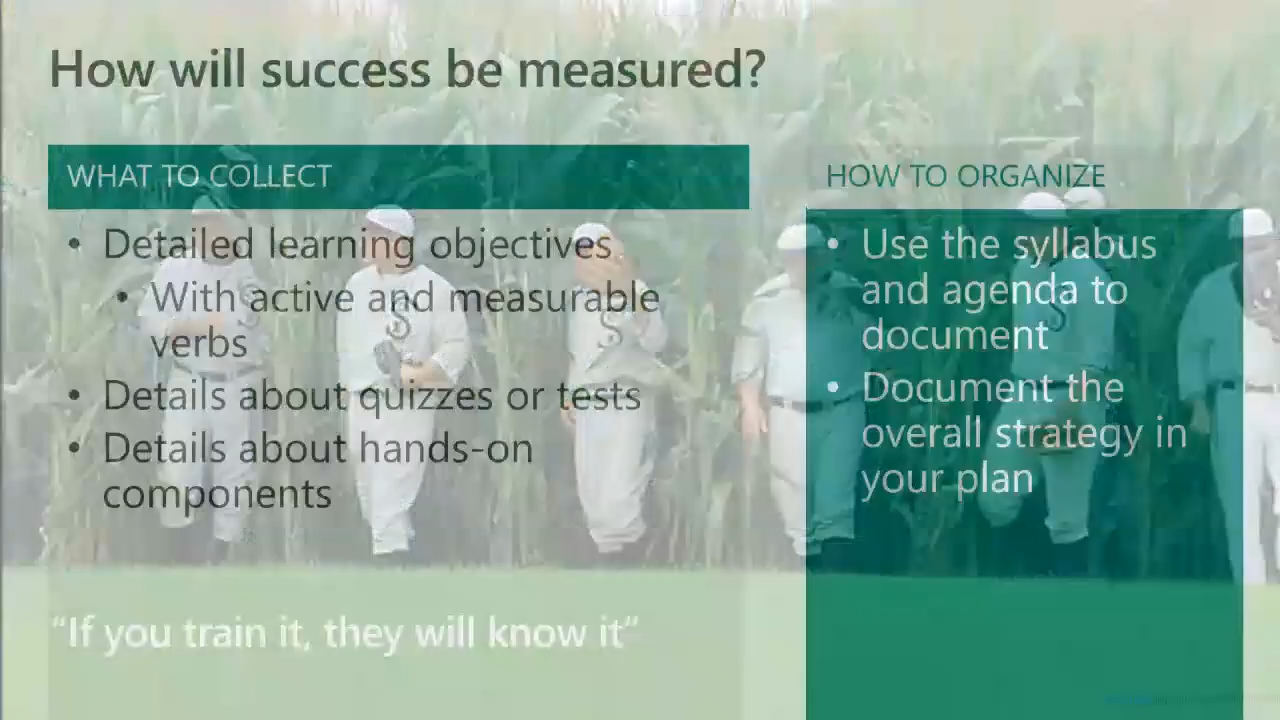 How will success be measured?
WHAT TO COLLECT
• Detailed learning objectives
• With active and measurable
verbs
• Details about quizzes or tests
• Details about hands-on
components
“If you train it, they will know it”
HOW TO ORGANIZE
• Use the syllabus
and agenda to
document
• Document the
overall strategy in
your plan